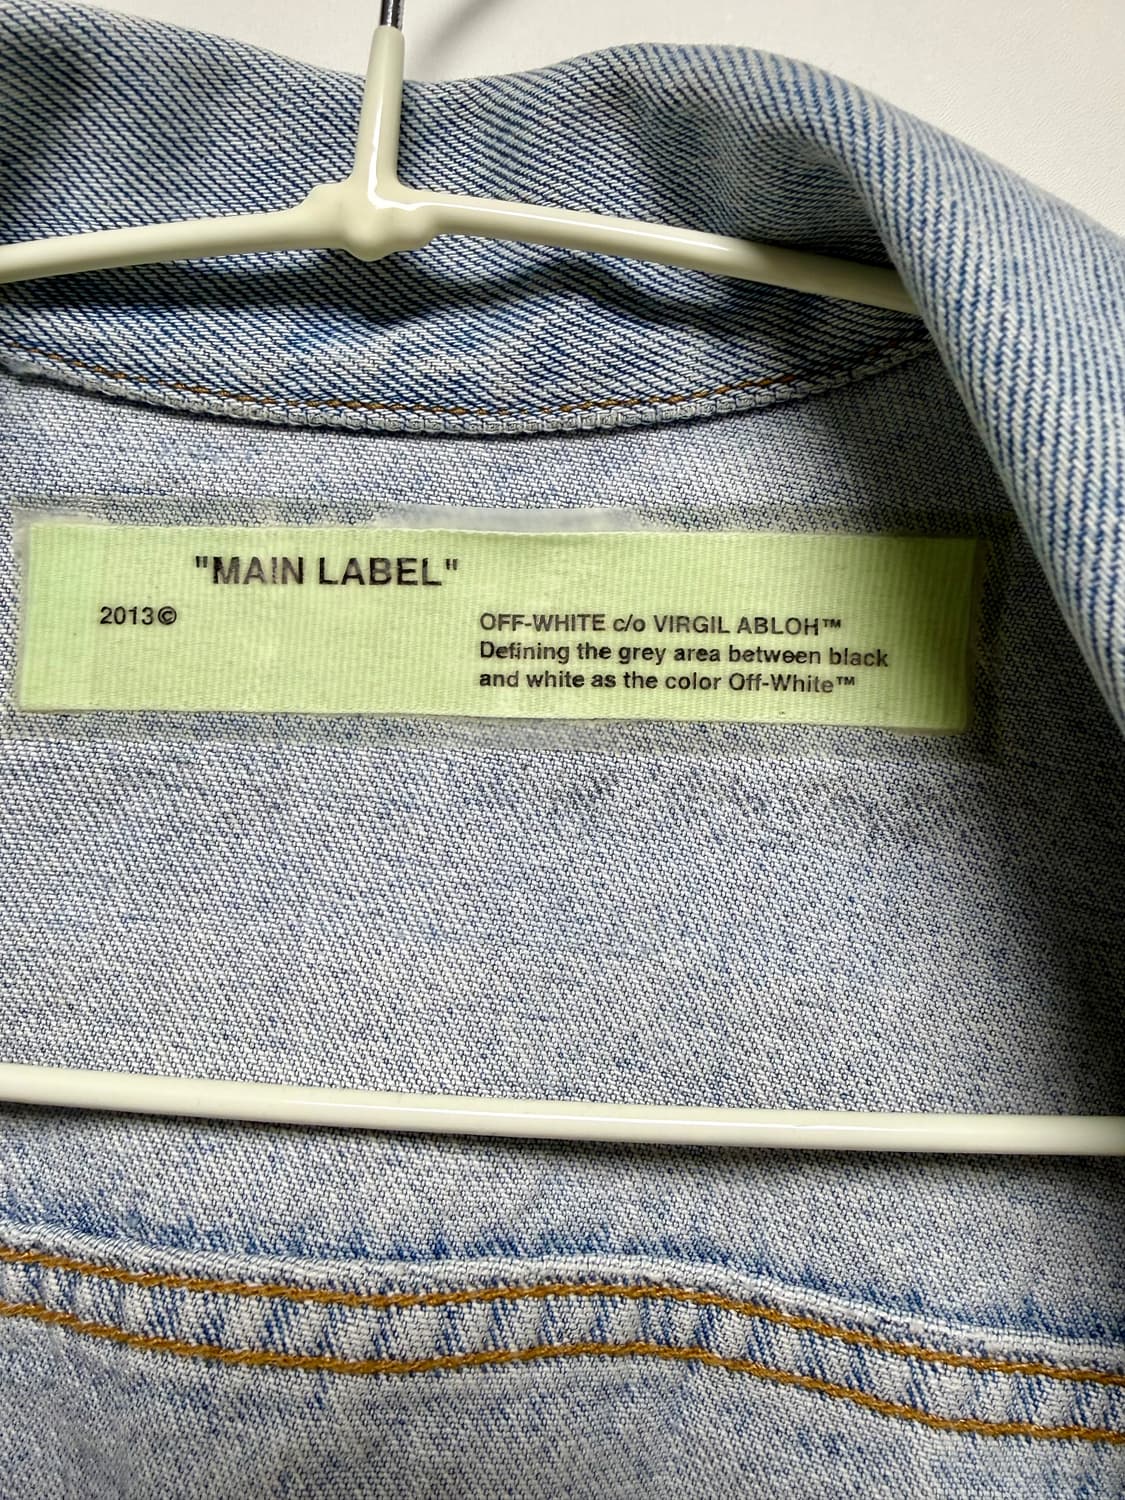 "MAIN LABEL"
2013©
OFF-WHITE c/o VIRGIL ABLOH™
Defining the grey area between black
and white as the color Off-White™